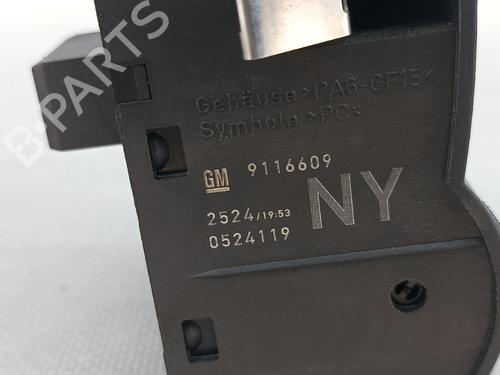 B-PARTS
Gehäuse >PA6-GF15<
Symbole >PC<
GM 9116609
2524/19:53 NY
0524119